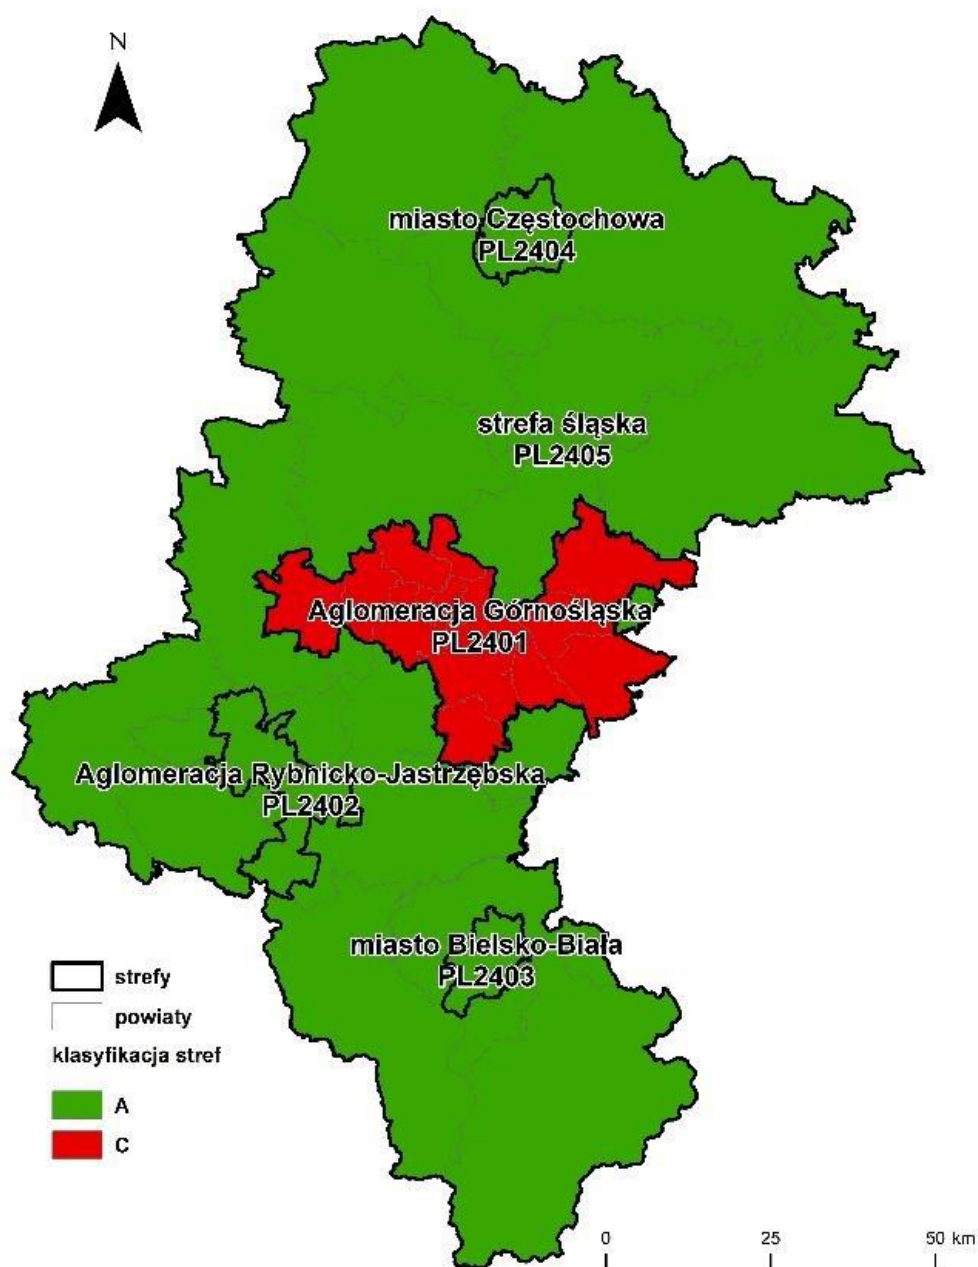 N
miasto Częstochowa
PL2404
strefa śląska
PL2405
Aglomeracja Górnośląska
PL2401
Aglomeracja Rybnicko-Jastrzębska
PL2402
miasto Bielsko-Biała
PL2403
strefy
powiaty
klasyfikacja stref
A
C
0 25 50 km